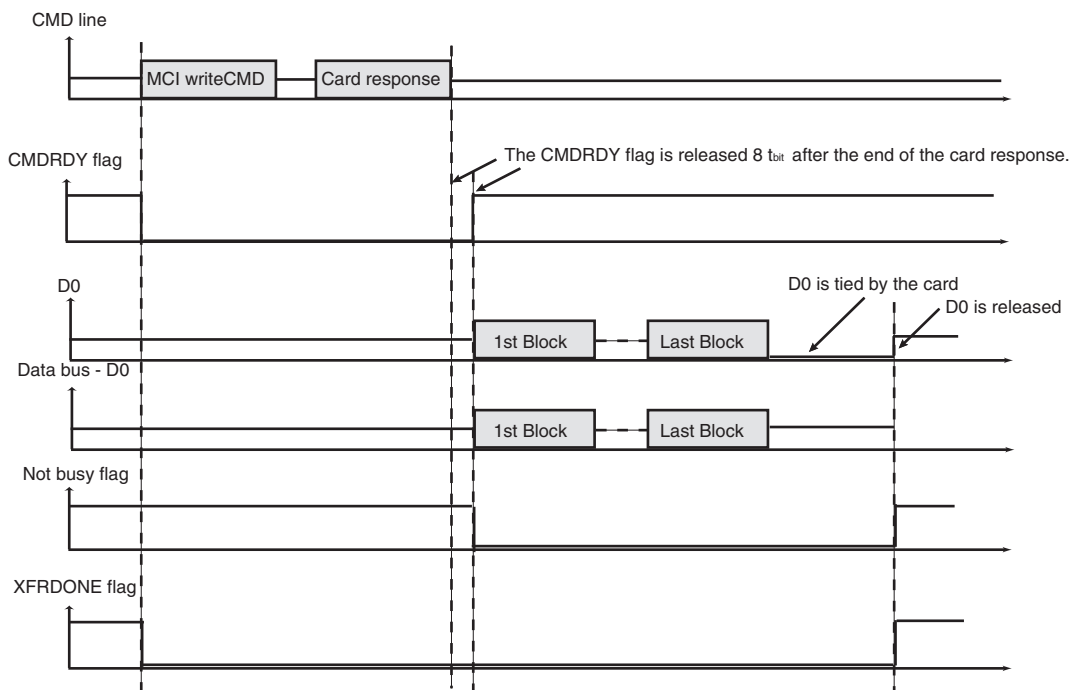 CMD line
MCI writeCMD
Card response
CMDRDY flag
The CMDRDY flag is released 8 tbit after the end of the card response.
D0
D0 is tied by the card
D0 is released
1st Block
Last Block
Data bus - D0
1st Block
Last Block
Not busy flag
XFRDONE flag